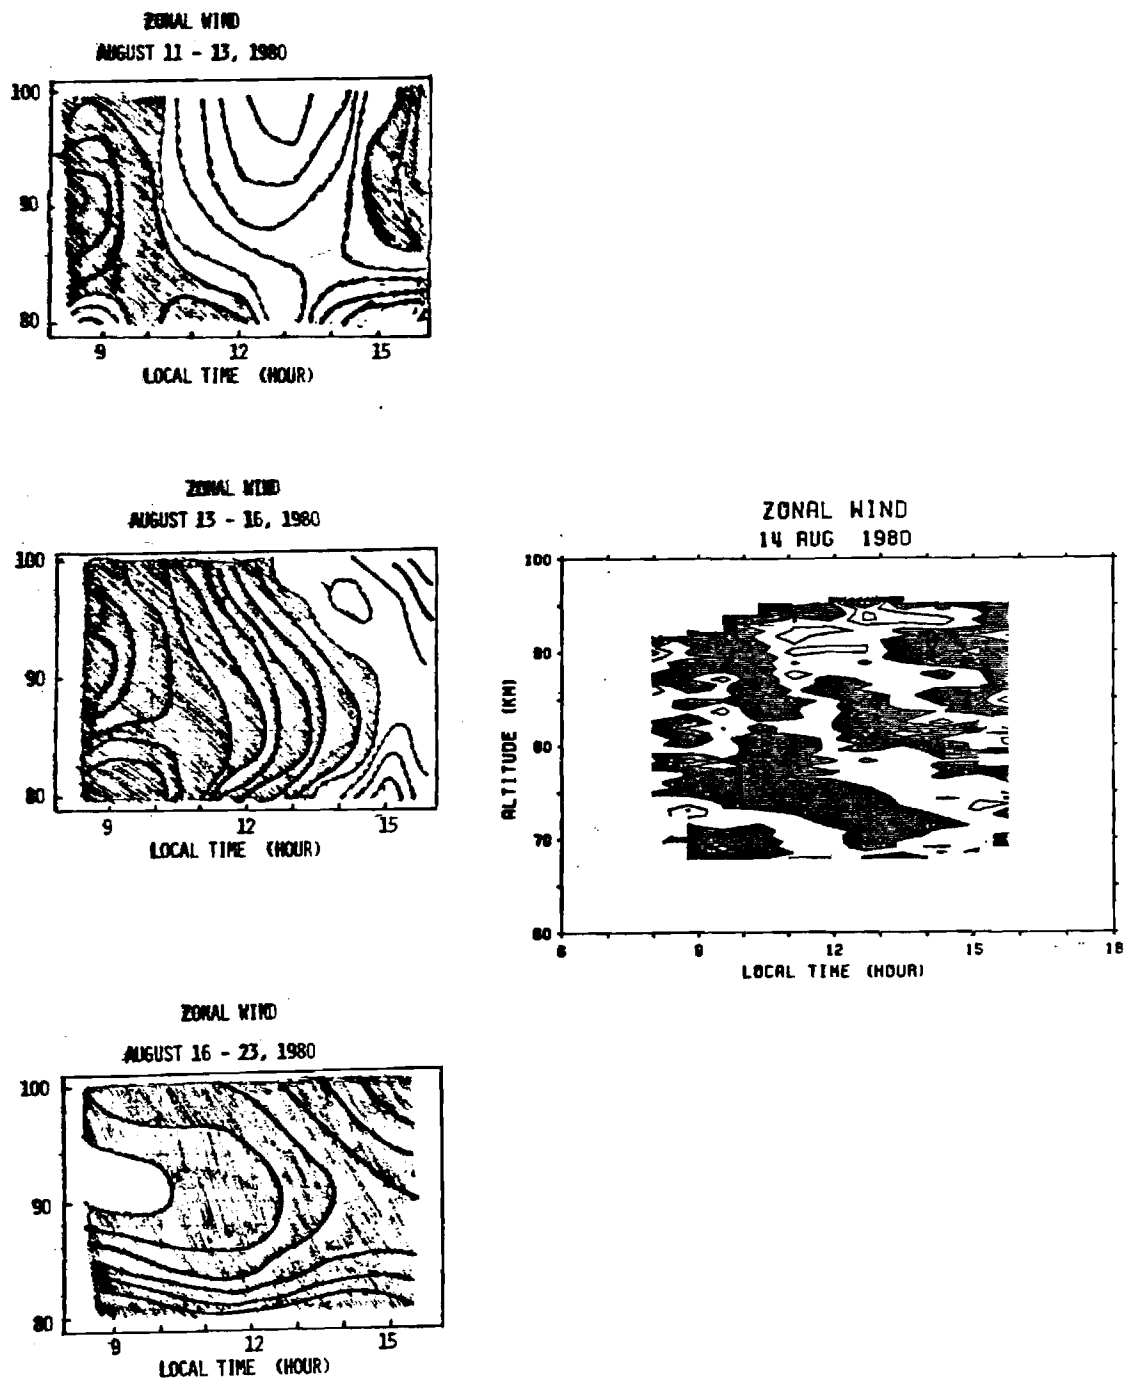 ZONAL WIND
AUGUST 11 - 13, 1980
100
90
80
9 12 15
LOCAL TIME (HOUR)
ZONAL WIND
AUGUST 13 - 16, 1980
100
90
80
9 12 15
LOCAL TIME (HOUR)
ZONAL WIND
14 AUG 1980
100
90
80
70
60
ALTITUDE (KM)
6 9 12 15 18
LOCAL TIME (HOUR)
ZONAL WIND
AUGUST 16 - 23, 1980
100
90
80
9 12 15
LOCAL TIME (HOUR)